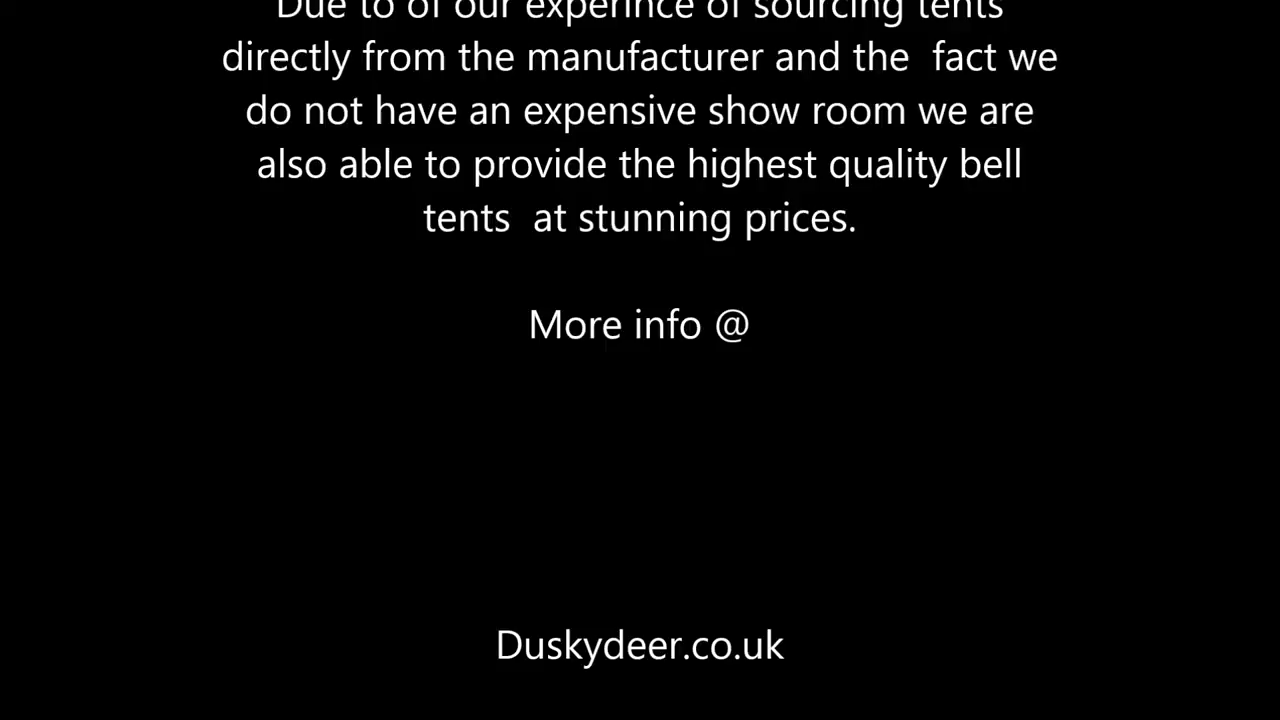 Due to of our experince of sourcing tents
directly from the manufacturer and the  fact we
do not have an expensive show room we are
also able to provide the highest quality bell
tents  at stunning prices.
More info @
Duskydeer.co.uk